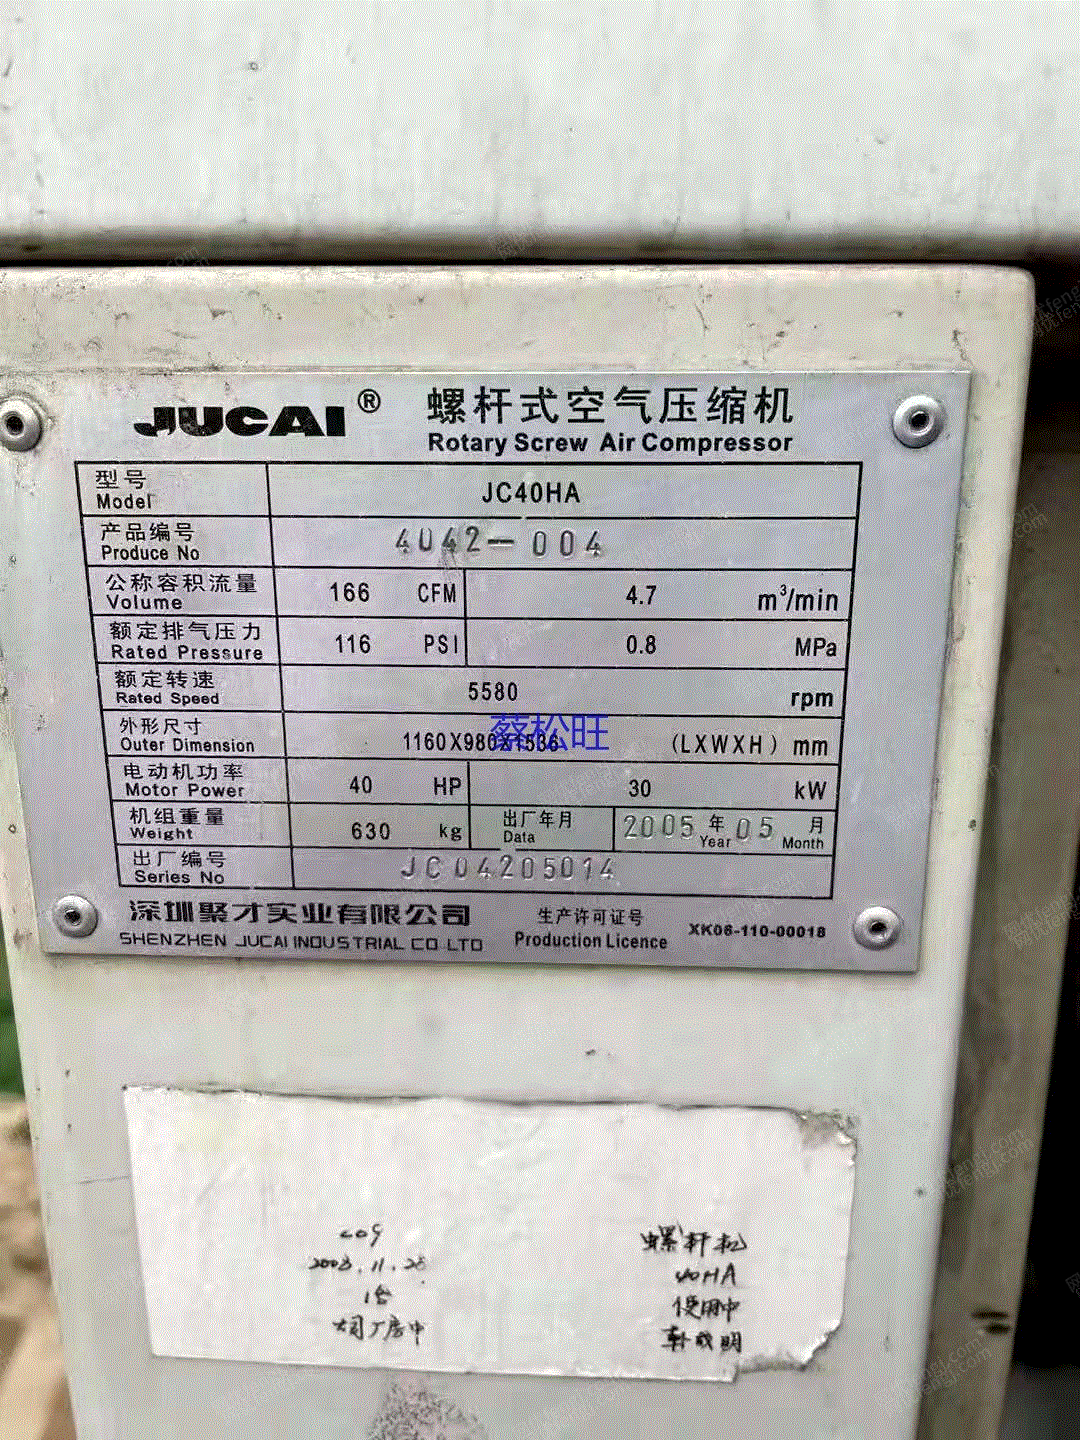 JUCAI® 螺杆式空气压缩机
Rotary Screw Air Compressor
型号 JC40HA
Model
产品编号 4042-004
Produce No
公称容积流量 166 CFM 4.7 m³/min
Volume
额定排气压力 116 PSI 0.8 MPa
Rated Pressure
额定转速 5580 rpm
Rated Speed
蔡松旺
外形尺寸 1160X980X1536 (LXWXH) mm
Outer Dimension
电动机功率 40 HP 30 kW
Motor Power
机组重量 630 kg 出厂年月 2005 年 05 月
Weight Data Year Month
出厂编号 JC04205014
Series No
深圳聚才实业有限公司 生产许可证号 XK06-110-00018
SHENZHEN JUCAI INDUSTRIAL CO LTD Production Licence
螺杆机
40HA
1台 使用中